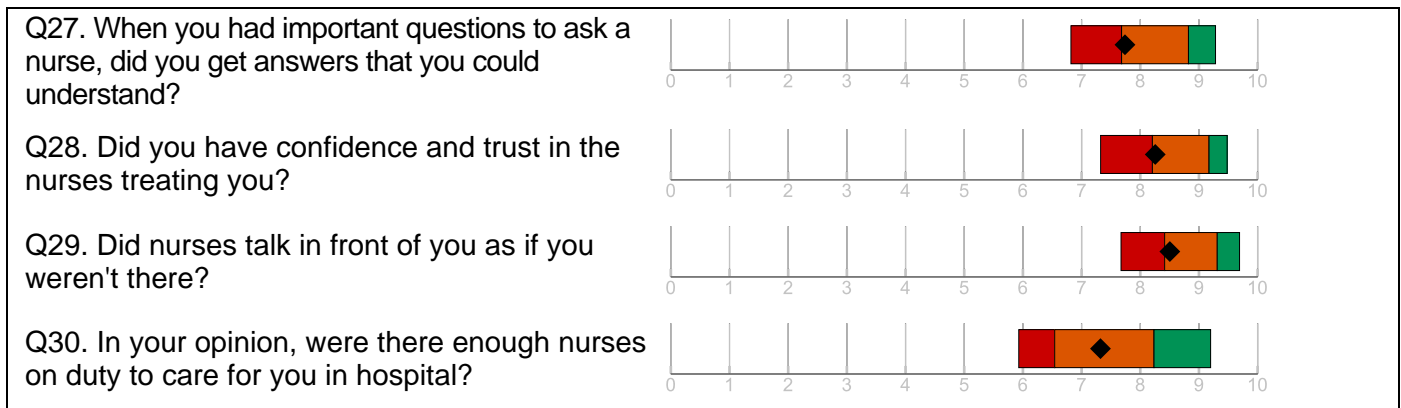 Q27. When you had important questions to ask a
nurse, did you get answers that you could
understand?
0 1 2 3 4 5 6 7 8 9 10
Q28. Did you have confidence and trust in the
nurses treating you?
0 1 2 3 4 5 6 7 8 9 10
Q29. Did nurses talk in front of you as if you
weren't there?
0 1 2 3 4 5 6 7 8 9 10
Q30. In your opinion, were there enough nurses
on duty to care for you in hospital?
0 1 2 3 4 5 6 7 8 9 10